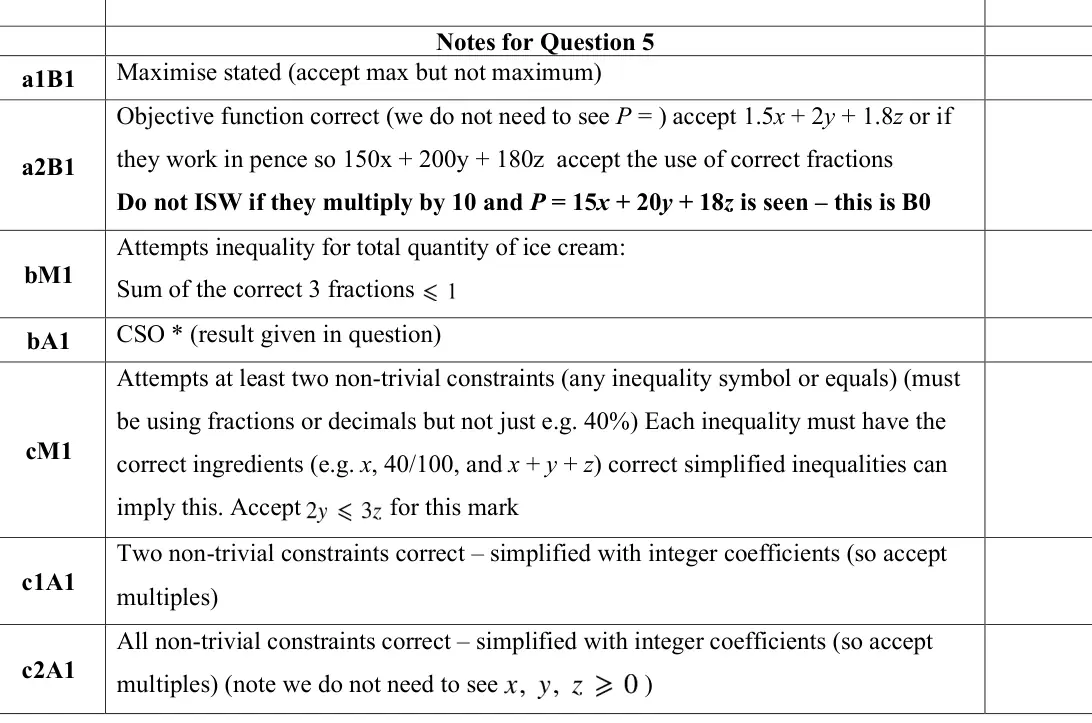 Notes for Question 5
a1B1 Maximise stated (accept max but not maximum)
a2B1
Objective function correct (we do not need to see P = ) accept 1.5x + 2y + 1.8z or if
they work in pence so 150x + 200y + 180z accept the use of correct fractions
Do not ISW if they multiply by 10 and P = 15x + 20y + 18z is seen – this is B0
bM1
Attempts inequality for total quantity of ice cream:
Sum of the correct 3 fractions ⩽ 1
bA1 CSO * (result given in question)
cM1
Attempts at least two non-trivial constraints (any inequality symbol or equals) (must
be using fractions or decimals but not just e.g. 40%) Each inequality must have the
correct ingredients (e.g. x, 40/100, and x + y + z) correct simplified inequalities can
imply this. Accept 2y ⩽ 3z for this mark
c1A1
Two non-trivial constraints correct – simplified with integer coefficients (so accept
multiples)
c2A1
All non-trivial constraints correct – simplified with integer coefficients (so accept
multiples) (note we do not need to see x, y, z ⩾ 0 )